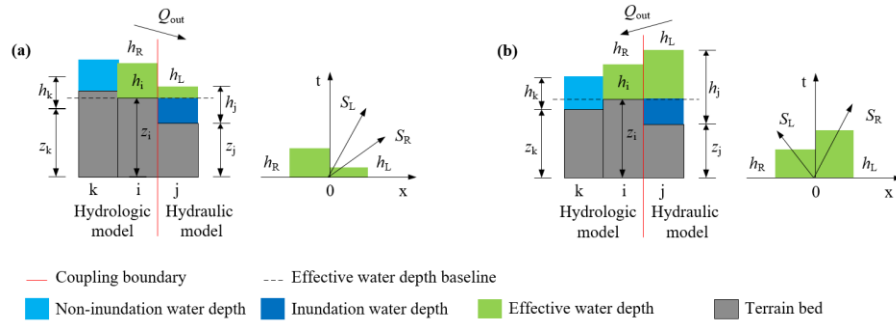 (a)
Q_out
h_R
h_L
h_i
h_k
h_j
z_k
z_i
z_j
k i j
Hydrologic model
Hydraulic model
t
S_L
S_R
h_R
h_L
0
x
(b)
Q_out
h_L
h_R
h_i
h_k
h_j
z_k
z_i
z_j
k i j
Hydrologic model
Hydraulic model
t
S_L
S_R
h_R
h_L
0
x
Coupling boundary
Effective water depth baseline
Non-inundation water depth
Inundation water depth
Effective water depth
Terrain bed